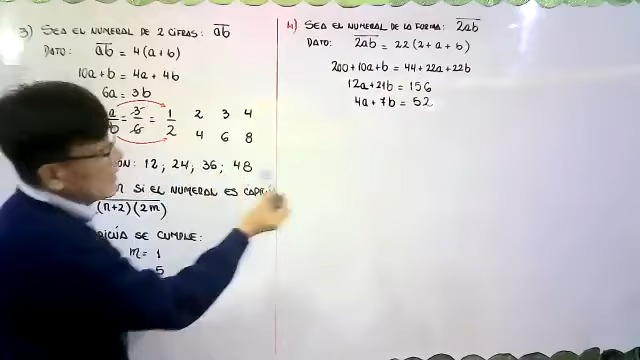 3) SEA EL NUMERAL DE 2 CIFRAS: ab
DATO: ab = 4(a+b)
10a+b = 4a+4b
6a = 3b
a/b = 3/6 = 1/2 2/4 3/6 4/8
SON: 12; 24; 36; 48
SI EL NUMERAL ES
(n+2)(2m)
SE CUMPLE:
m = 1
5
4) SEA EL NUMERAL DE LA FORMA: 2ab
DATO: 2ab = 22(2+a+b)
200+10a+b = 44+22a+22b
12a+21b = 156
4a+7b = 52